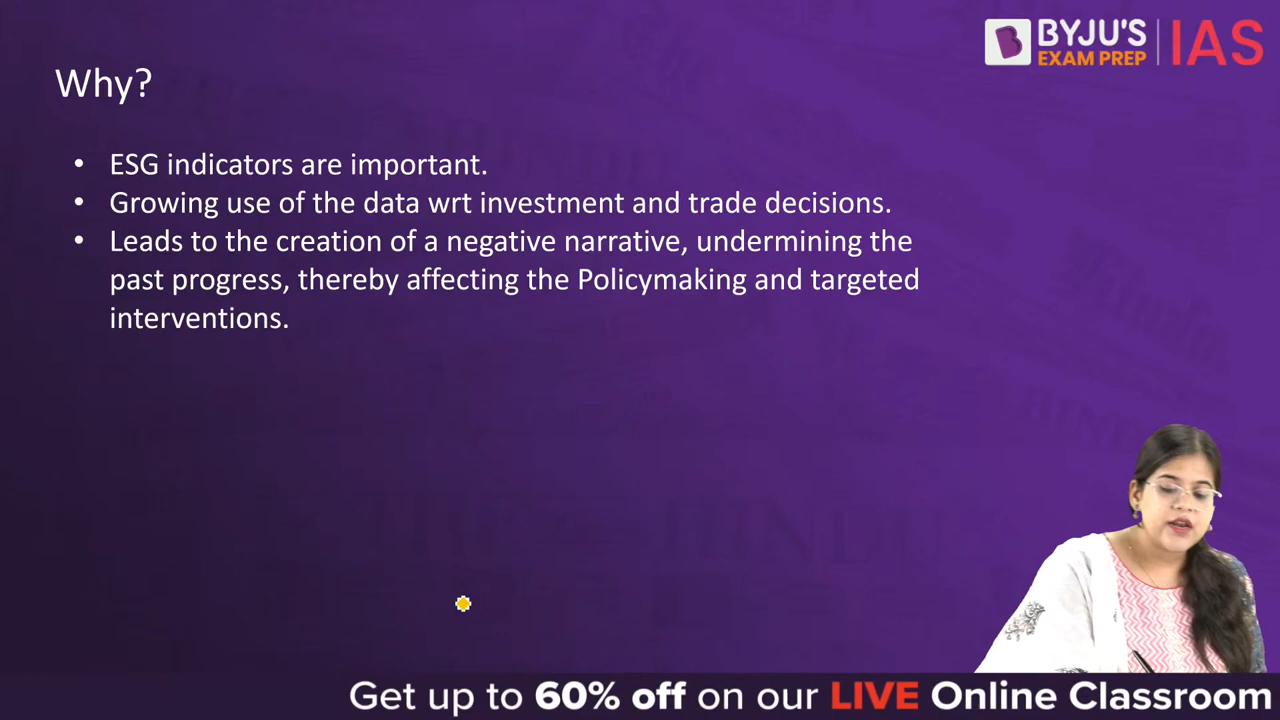 BYJU'S
EXAM PREP
IAS
Why?
• ESG indicators are important.
• Growing use of the data wrt investment and trade decisions.
• Leads to the creation of a negative narrative, undermining the
past progress, thereby affecting the Policymaking and targeted
interventions.
Get up to 60% off on our LIVE Online Classroom